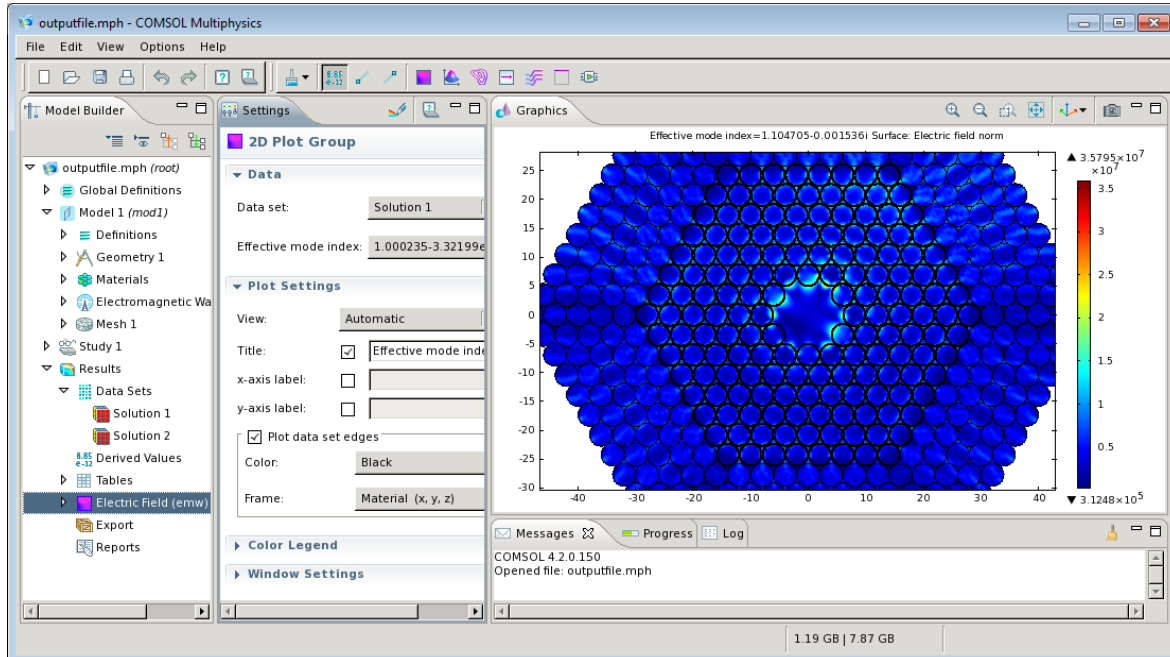 outputfile.mph - COMSOL Multiphysics
File Edit View Options Help
8.85
e-12
Model Builder
outputfile.mph (root)
Global Definitions
Model 1 (mod1)
Definitions
Geometry 1
Materials
Electromagnetic Wa
Mesh 1
Study 1
Results
Data Sets
Solution 1
Solution 2
8.85
e-12 Derived Values
Tables
Electric Field (emw)
Export
Reports
Settings
2D Plot Group
Data
Data set: Solution 1
Effective mode index: 1.000235-3.32199e
Plot Settings
View: Automatic
Title: Effective mode inde
x-axis label:
y-axis label:
Plot data set edges
Color: Black
Frame: Material (x, y, z)
Color Legend
Window Settings
Graphics
Effective mode index=1.104705-0.001536i Surface: Electric field norm
25
20
15
10
5
0
-5
-10
-15
-20
-25
-30
-40 -30 -20 -10 0 10 20 30 40
▲ 3.5795×10⁷
×10⁷
3.5
3
2.5
2
1.5
1
0.5
▼ 3.1248×10⁵
Messages Progress Log
COMSOL 4.2.0.150
Opened file: outputfile.mph
1.19 GB | 7.87 GB